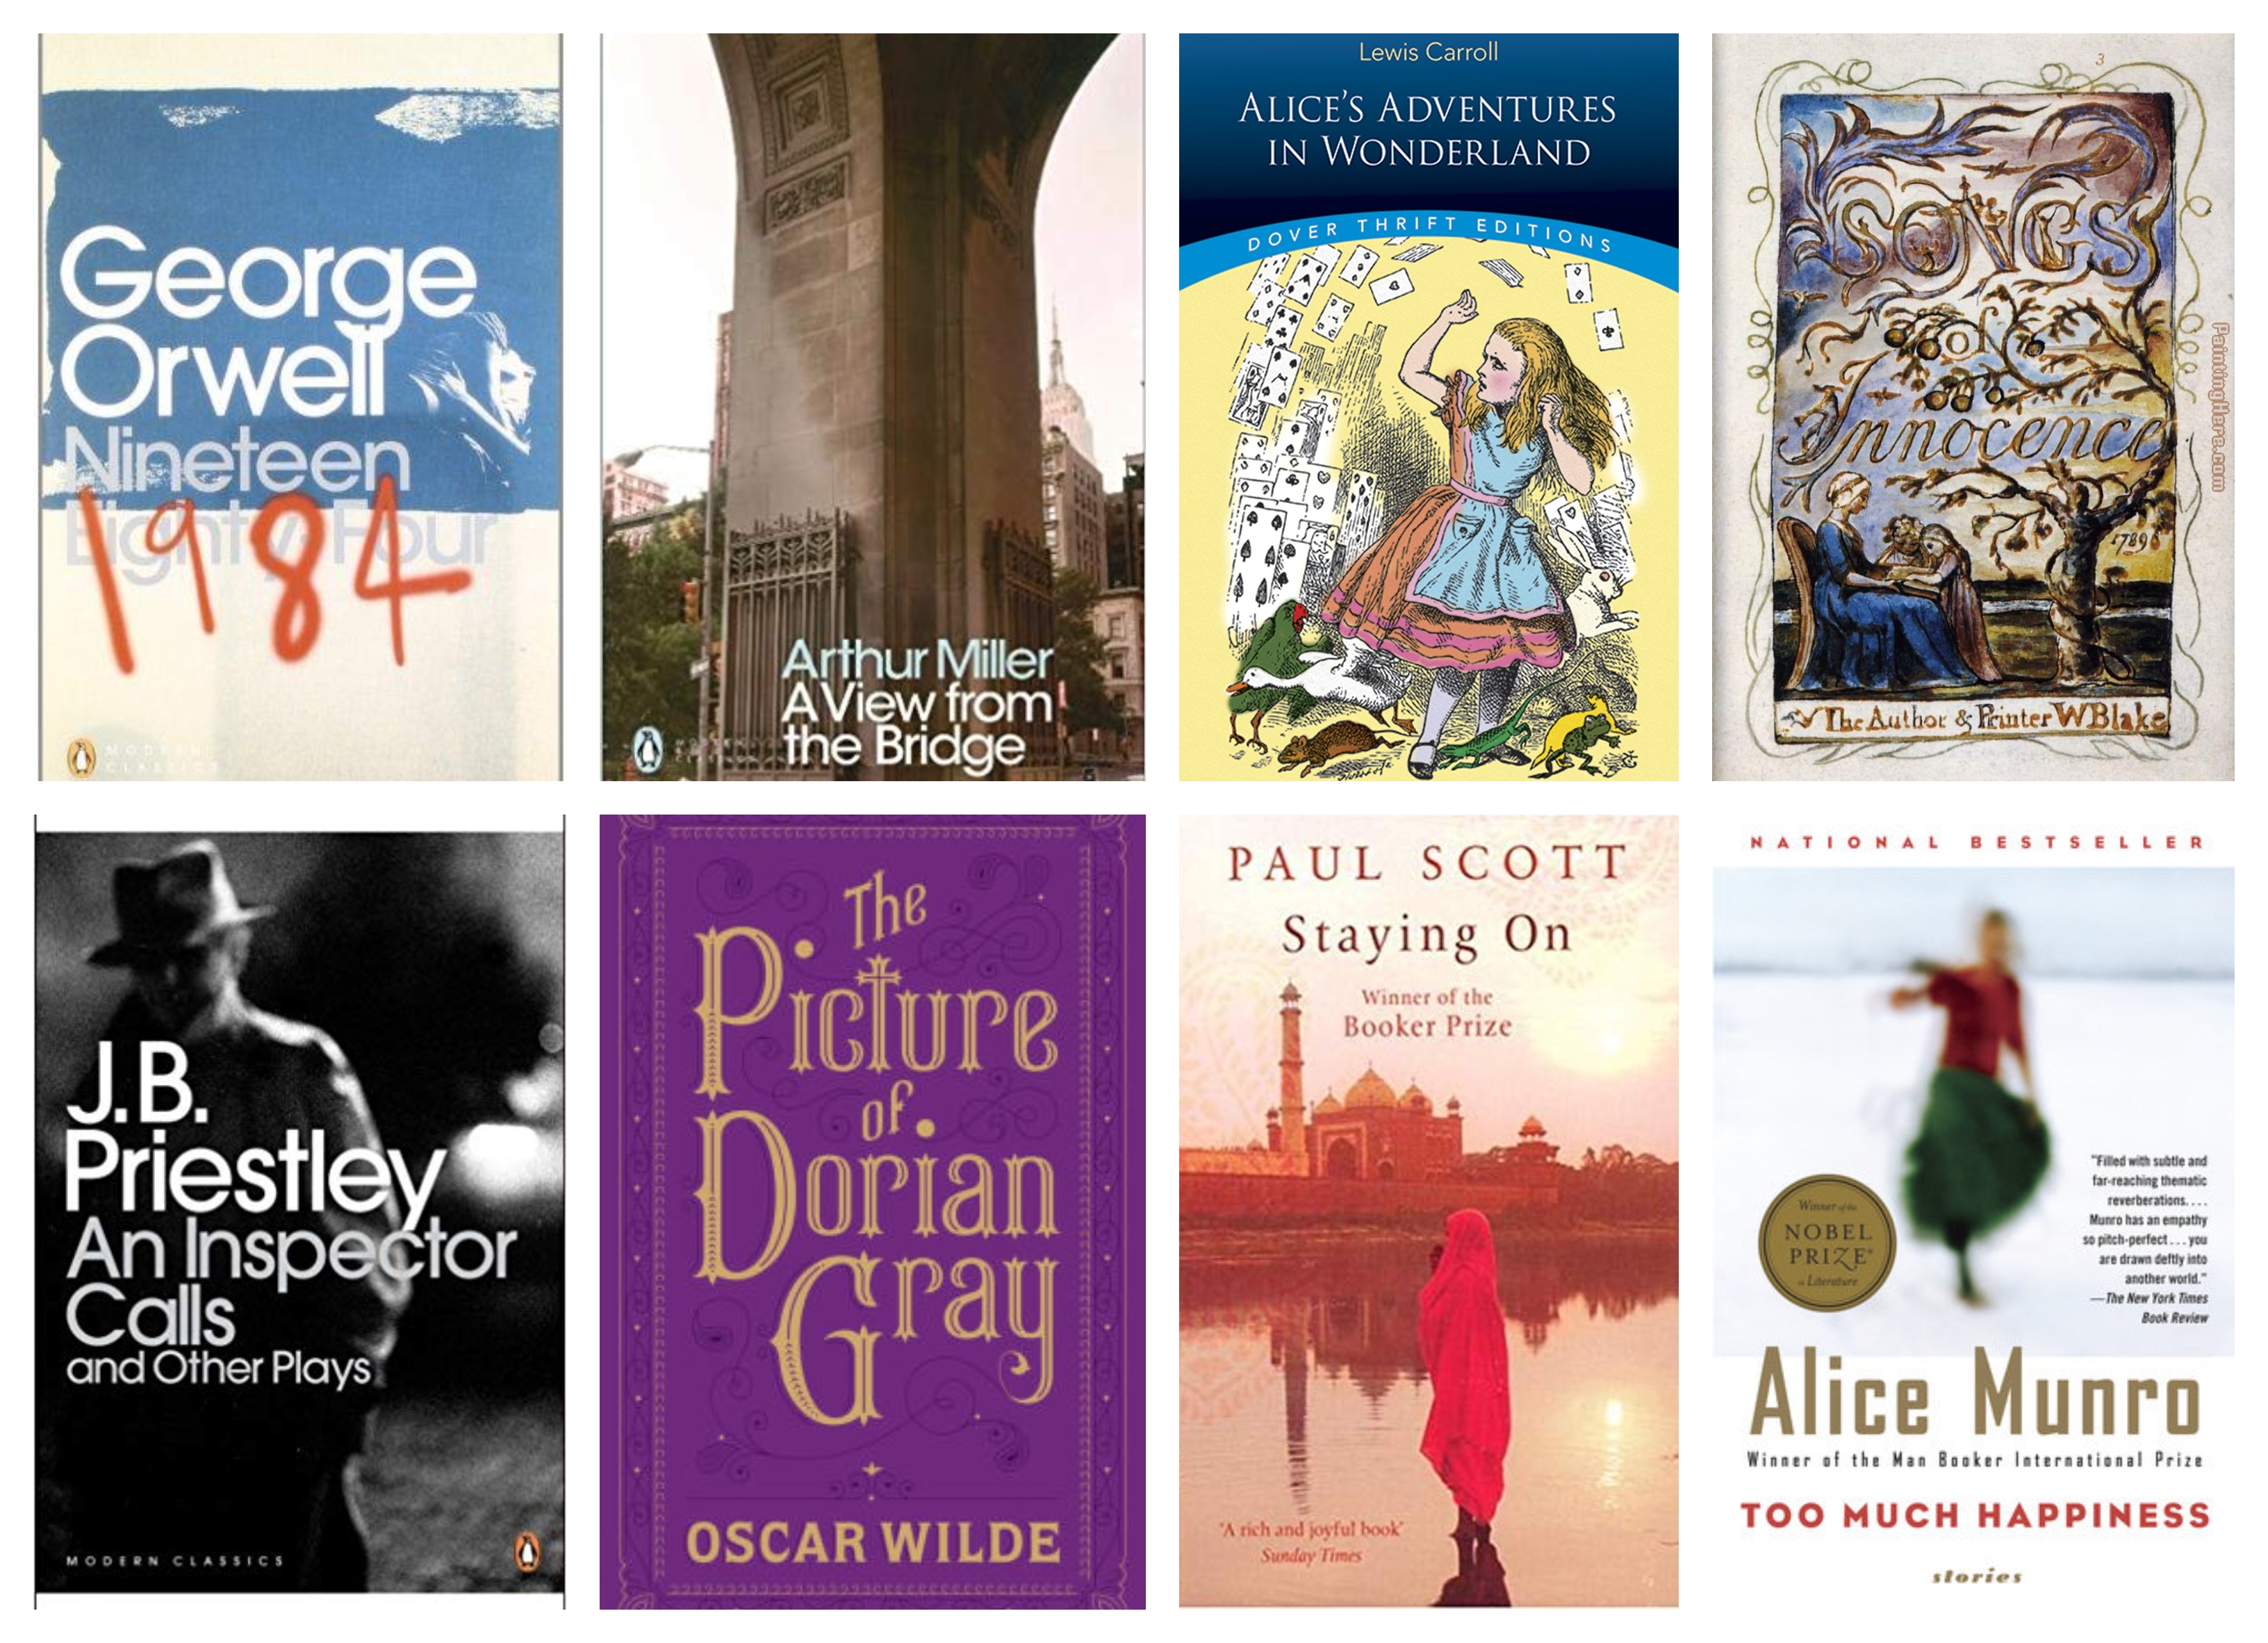 George
Orwell
Nineteen
Eighty-Four
1984
MODERN
CLASSICS
Arthur Miller
A View from
the Bridge
Lewis Carroll
ALICE'S ADVENTURES
IN WONDERLAND
DOVER THRIFT EDITIONS
3
SONGS
of
Innocence
1789
The Author & Printer W Blake
PaintingHere.com
J.B.
Priestley
An Inspector
Calls
and Other Plays
MODERN CLASSICS
The
Picture
of
Dorian
Gray
OSCAR WILDE
PAUL SCOTT
Staying On
Winner of the
Booker Prize
'A rich and joyful book'
Sunday Times
NATIONAL BESTSELLER
"Filled with subtle and
far-reaching thematic
reverberations. . . .
Munro has an empathy
so pitch-perfect . . . you
are drawn deftly into
another world."
—The New York Times
Book Review
Winner of the
NOBEL
PRIZE®
in Literature
Alice Munro
Winner of the Man Booker International Prize
TOO MUCH HAPPINESS
stories